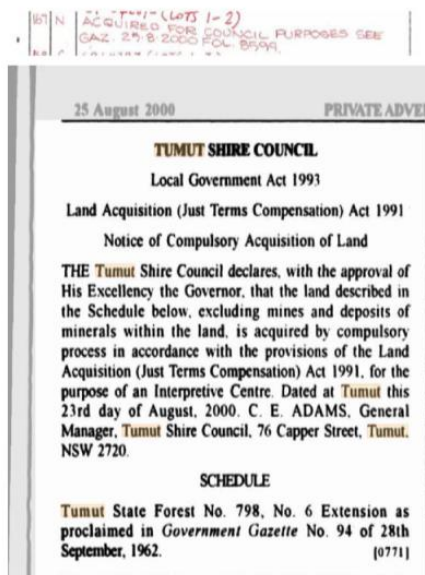 167 N (LOTS 1-2)
ACQUIRED FOR COUNCIL PURPOSES SEE
GAZ. 25.8.2000 FOL. 8599.
25 August 2000 PRIVATE ADVE
TUMUT SHIRE COUNCIL
Local Government Act 1993
Land Acquisition (Just Terms Compensation) Act 1991
Notice of Compulsory Acquisition of Land
THE Tumut Shire Council declares, with the approval of
His Excellency the Governor, that the land described in
the Schedule below, excluding mines and deposits of
minerals within the land, is acquired by compulsory
process in accordance with the provisions of the Land
Acquisition (Just Terms Compensation) Act 1991, for the
purpose of an Interpretive Centre. Dated at Tumut this
23rd day of August, 2000. C. E. ADAMS, General
Manager, Tumut Shire Council, 76 Capper Street, Tumut,
NSW 2720.
SCHEDULE
Tumut State Forest No. 798, No. 6 Extension as
proclaimed in Government Gazette No. 94 of 28th
September, 1962. [0771]